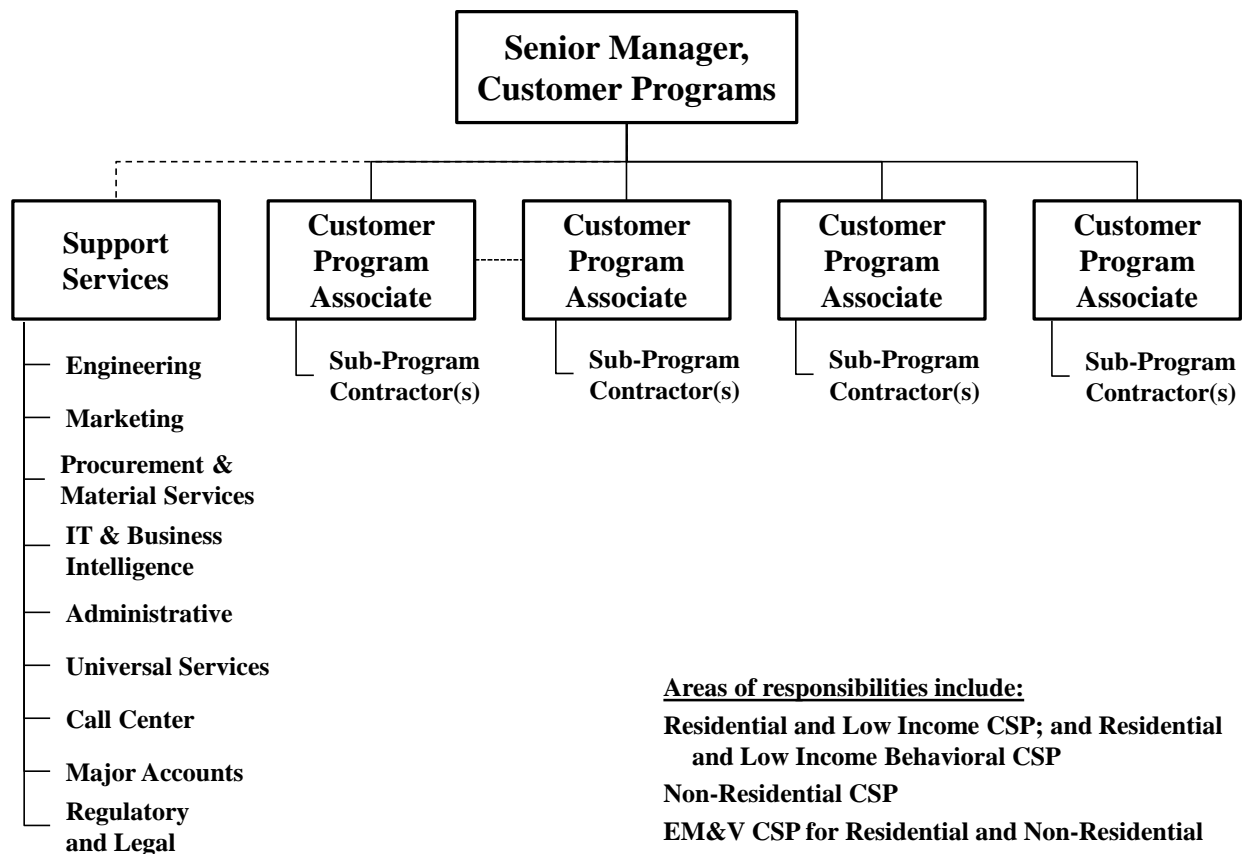 Senior Manager,
Customer Programs
Support
Services
Customer
Program
Associate
Customer
Program
Associate
Customer
Program
Associate
Customer
Program
Associate
Engineering
Marketing
Procurement &
Material Services
IT & Business
Intelligence
Administrative
Universal Services
Call Center
Major Accounts
Regulatory
and Legal
Sub-Program
Contractor(s)
Sub-Program
Contractor(s)
Sub-Program
Contractor(s)
Sub-Program
Contractor(s)
Areas of responsibilities include:
Residential and Low Income CSP; and Residential
and Low Income Behavioral CSP
Non-Residential CSP
EM&V CSP for Residential and Non-Residential